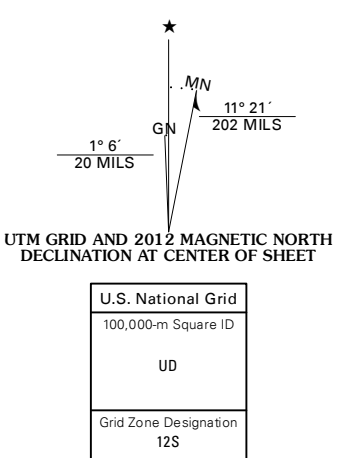 ★
MN
11° 21´
202 MILS
GN
1° 6´
20 MILS
UTM GRID AND 2012 MAGNETIC NORTH
DECLINATION AT CENTER OF SHEET
U.S. National Grid
100,000-m Square ID
UD
Grid Zone Designation
12S